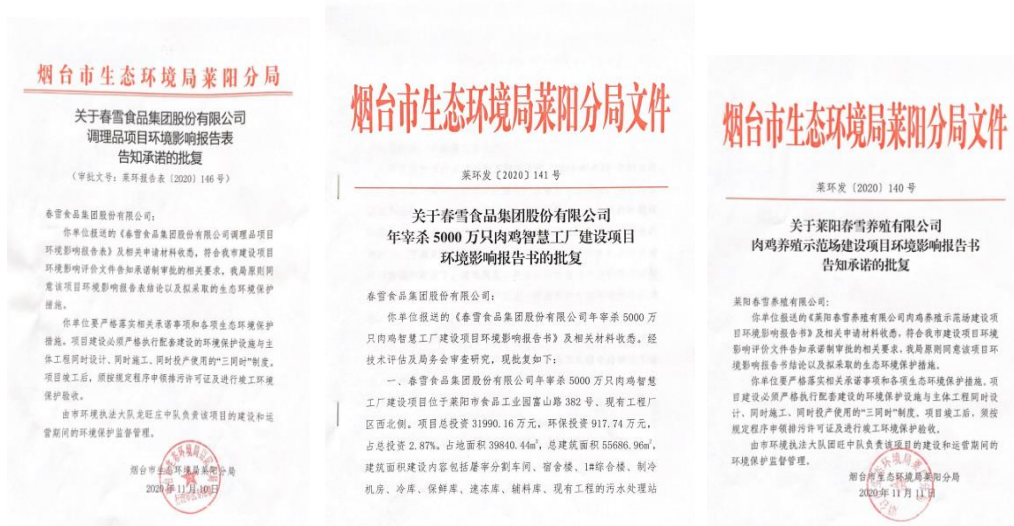 烟台市生态环境局莱阳分局
关于春雪食品集团股份有限公司
调理品项目环境影响报告表
告知承诺的批复
（审批文号：莱环报告表〔2020〕146号）
春雪食品集团股份有限公司：
你单位报送的《春雪食品集团股份有限公司调理品项目
环境影响报告表》及相关申请材料收悉，符合我市建设项目
环境影响评价文件告知承诺制审批的相关要求，我局原则同
意该项目环境影响报告表结论以及拟采取的生态环境保护
措施。
你单位要严格落实相关承诺事项和各项生态环境保护
措施。项目建设必须严格执行配套建设的环境保护设施与主
体工程同时设计、同时施工、同时投产使用的“三同时”制度。
项目竣工后，须按规定程序申领排污许可证及进行竣工环境
保护验收。
由市环境执法大队龙旺庄中队负责该项目的建设和运
营期间的环境保护监督管理。
烟台市生态环境局莱阳分局
2020年11月10日
烟台市生态环境局莱阳分局文件
莱环发〔2020〕141号
关于春雪食品集团股份有限公司
年宰杀5000万只肉鸡智慧工厂建设项目
环境影响报告书的批复
春雪食品集团股份有限公司：
你单位报送的《春雪食品集团股份有限公司年宰杀5000万
只肉鸡智慧工厂建设项目环境影响报告书》及相关材料收悉。经
技术评估及局务会审查研究，现批复如下：
一、春雪食品集团股份有限公司年宰杀5000万只肉鸡智慧
工厂建设项目位于莱阳市食品工业园富山路382号、现有工程厂
区西北侧。项目总投资31990.16万元，环保投资917.74万元，
占总投资2.87%。占地面积39840.44m²，总建筑面积55686.96m²，
建筑面积建设内容包括屠宰分割车间、宿舍楼、1#综合楼、制冷
机房、冷库、保鲜库、速冻库、辅料库、现有工程的污水处理站
烟台市生态环境局莱阳分局文件
莱环发〔2020〕140号
关于莱阳春雪养殖有限公司
肉鸡养殖示范场建设项目环境影响报告书
告知承诺的批复
莱阳春雪养殖有限公司：
你单位报送的《莱阳春雪养殖有限公司肉鸡养殖示范场建设项
目环境影响报告书》及相关申请材料收悉，符合我市建设项目环境
影响评价文件告知承诺制审批的相关要求，我局原则同意该项目环
境影响报告书结论以及拟采取的生态环境保护措施。
你单位要严格落实相关承诺事项和各项生态环境保护措施。项
目建设必须严格执行配套建设的环境保护设施与主体工程同时设
计、同时施工、同时投产使用的“三同时”制度。项目竣工后，须按
规定程序申领排污许可证及进行竣工环境保护验收。
由市环境执法大队团旺中队负责该项目的建设和运营期间的
环境保护监督管理。
烟台市生态环境局莱阳分局
2020年11月11日